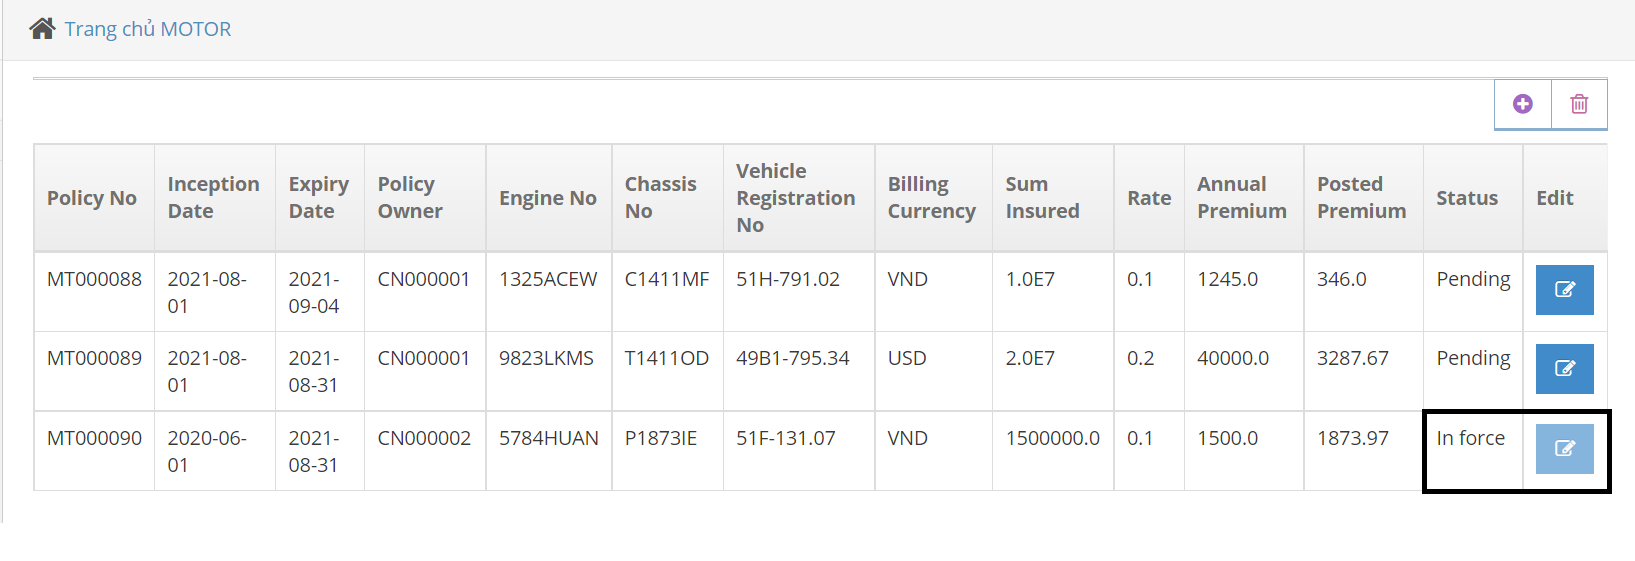 Trang chủ MOTOR
Policy No Inception Date Expiry Date Policy Owner Engine No Chassis No Vehicle Registration No Billing Currency Sum Insured Rate Annual Premium Posted Premium Status Edit
MT000088 2021-08-01 2021-09-04 CN000001 1325ACEW C1411MF 51H-791.02 VND 1.0E7 0.1 1245.0 346.0 Pending
MT000089 2021-08-01 2021-08-31 CN000001 9823LKMS T1411OD 49B1-795.34 USD 2.0E7 0.2 40000.0 3287.67 Pending
MT000090 2020-06-01 2021-08-31 CN000002 5784HUAN P1873IE 51F-131.07 VND 1500000.0 0.1 1500.0 1873.97 In force